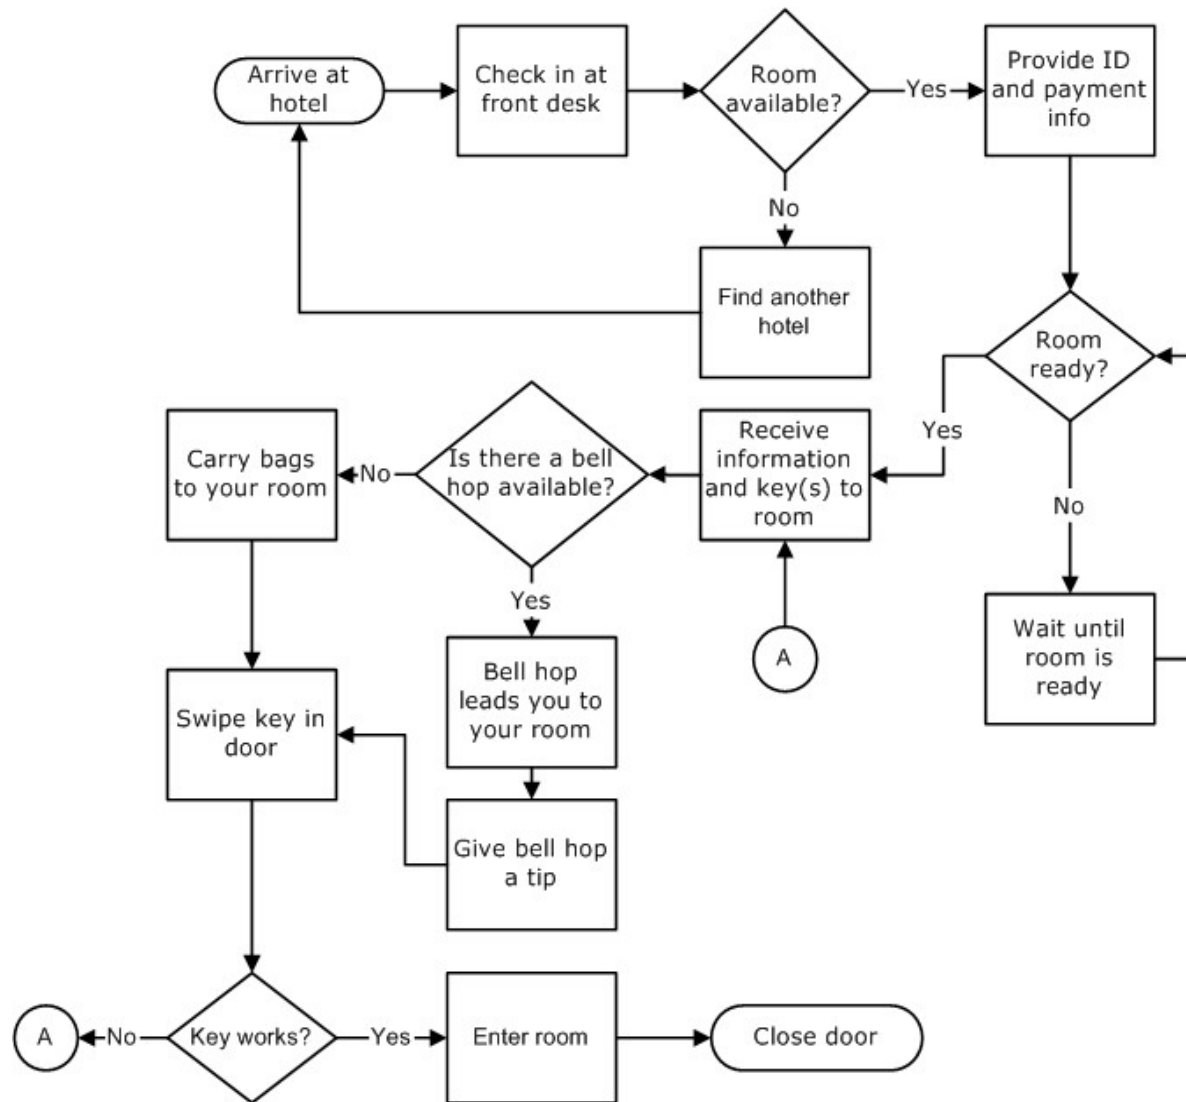 Arrive at
hotel
Check in at
front desk
Room
available?
Yes
Provide ID
and payment
info
No
Find another
hotel
Room
ready?
Yes
No
Wait until
room is
ready
Receive
information
and key(s) to
room
A
Is there a bell
hop available?
No
Carry bags
to your room
Yes
Bell hop
leads you to
your room
Give bell hop
a tip
Swipe key in
door
Key works?
No
A
Yes
Enter room
Close door